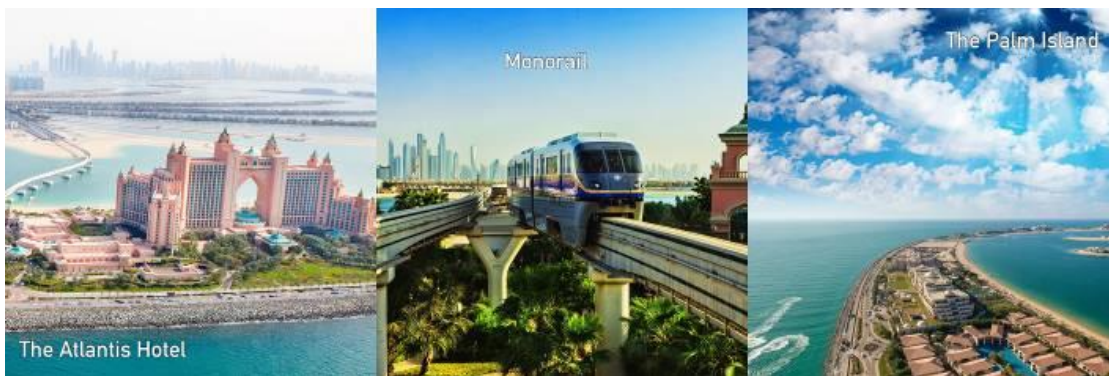 The Atlantis Hotel
Monorail
The Palm Island